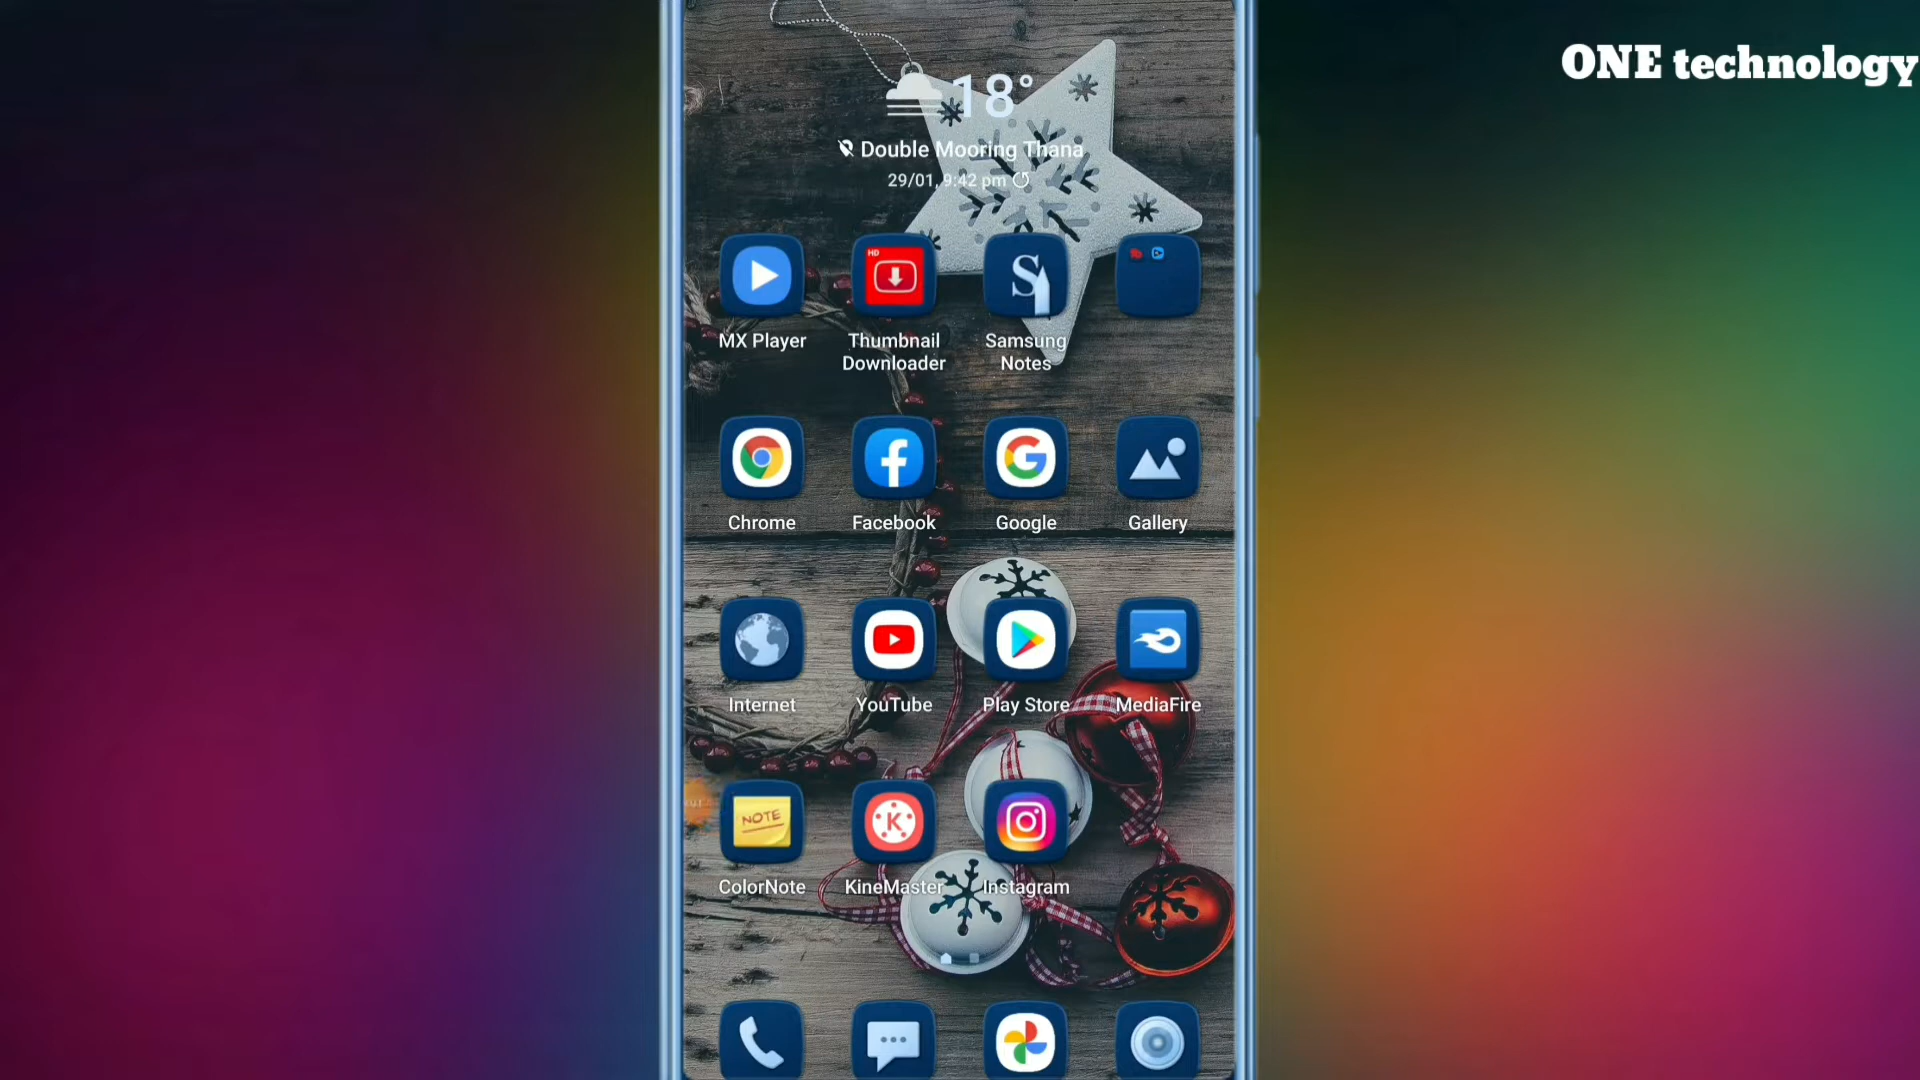 ONE technology
18°
Double Mooring Thana
29/01, 9:42 pm
HD
S
MX Player
Thumbnail Downloader
Samsung Notes
Chrome
Facebook
Google
Gallery
Internet
YouTube
Play Store
MediaFire
NOTE
K
ColorNote
KineMaster
Instagram